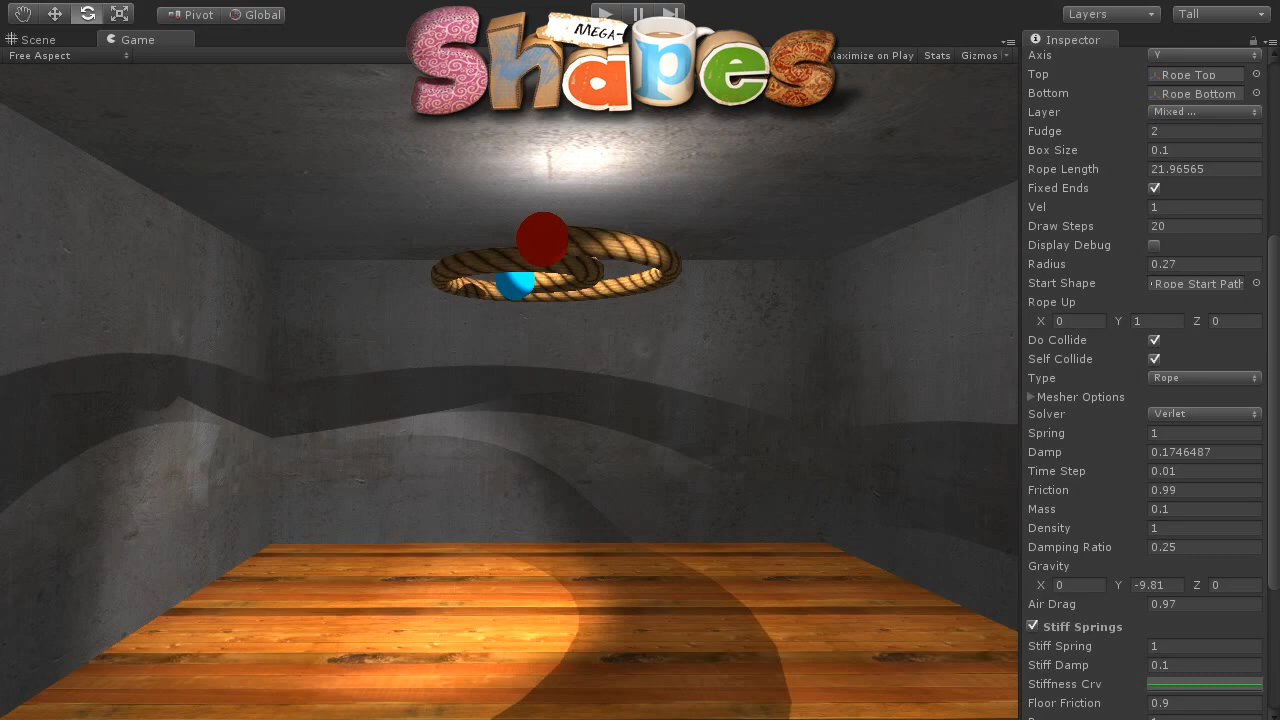 Pivot Global
Layers Tall
MEGA-
Shapes
Scene Game
Free Aspect
aximize on Play Stats Gizmos
Inspector
Axis Y
Top Rope Top
Bottom Rope Bottom
Layer Mixed ...
Fudge 2
Box Size 0.1
Rope Length 21.96565
Fixed Ends
Vel 1
Draw Steps 20
Display Debug
Radius 0.27
Start Shape Rope Start Path
Rope Up
X 0 Y 1 Z 0
Do Collide
Self Collide
Type Rope
Mesher Options
Solver Verlet
Spring 1
Damp 0.1746487
Time Step 0.01
Friction 0.99
Mass 0.1
Density 1
Damping Ratio 0.25
Gravity
X 0 Y -9.81 Z 0
Air Drag 0.97
Stiff Springs
Stiff Spring 1
Stiff Damp 0.1
Stiffness Crv
Floor Friction 0.9